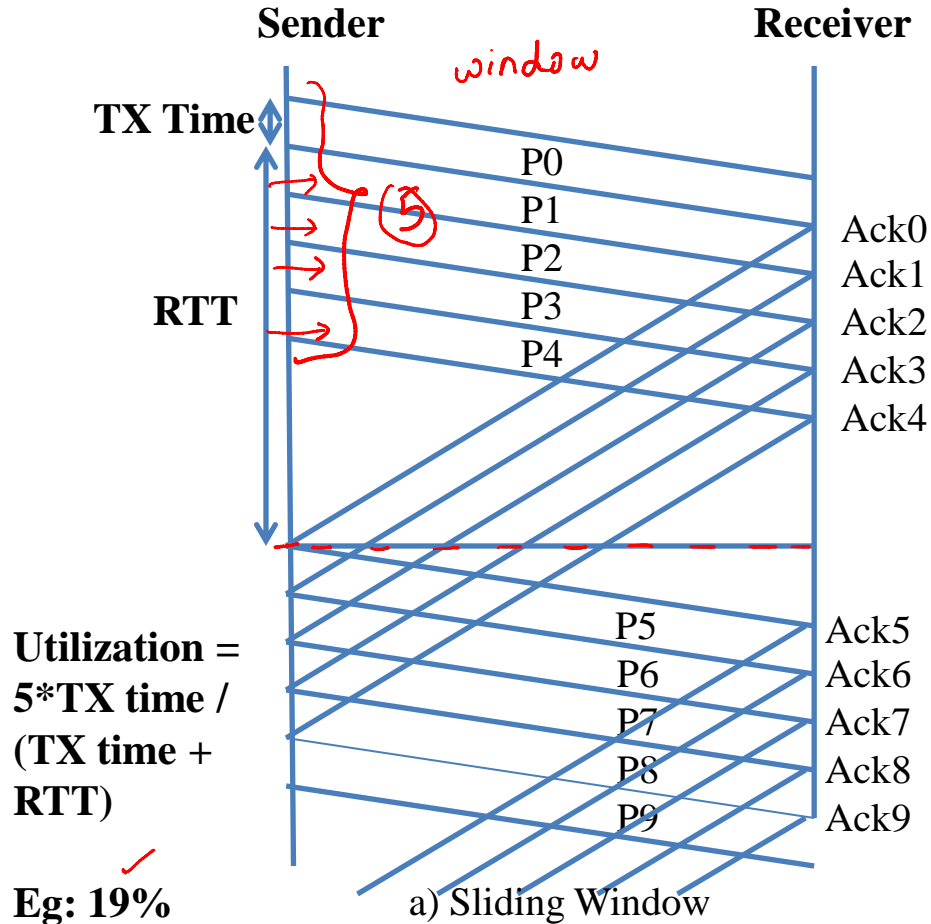 Sender
Receiver
window
TX Time
P0
5
P1
Ack0
P2
Ack1
RTT
P3
Ack2
P4
Ack3
Ack4
P5
Ack5
Utilization =
5*TX time /
(TX time +
RTT)
P6
Ack6
P7
Ack7
P8
Ack8
P9
Ack9
Eg: 19%
a) Sliding Window